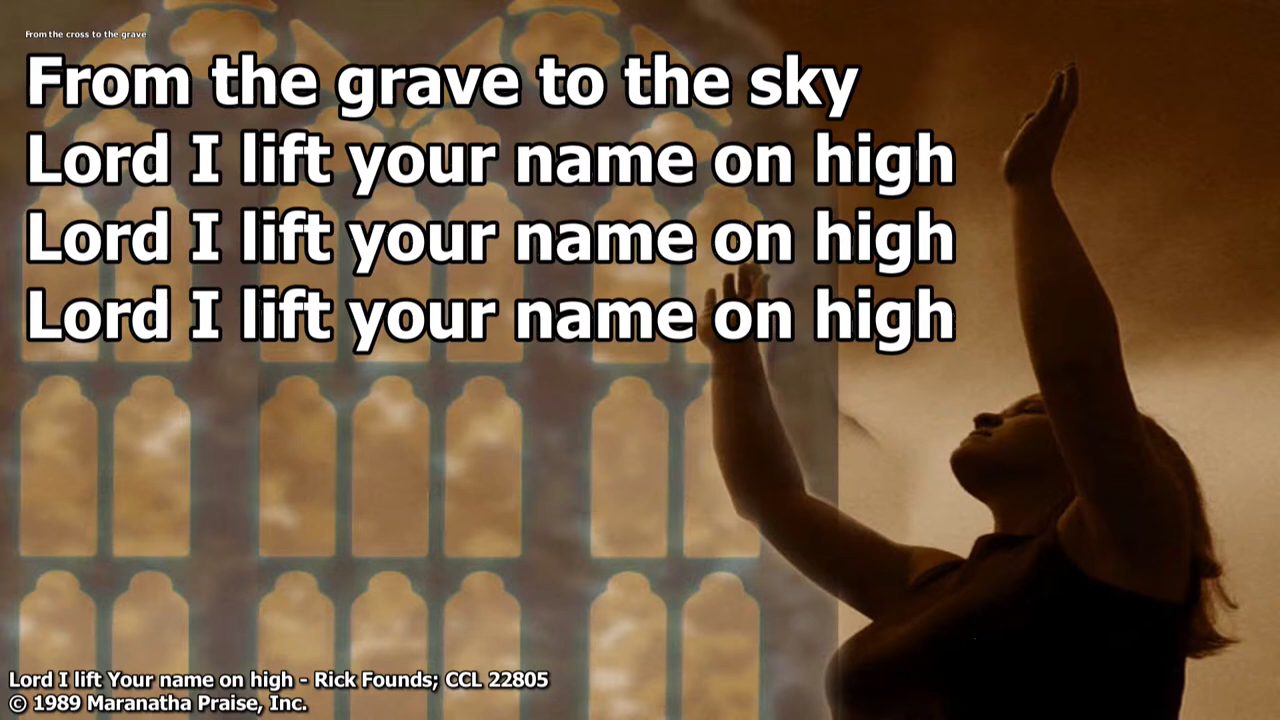 From the cross to the grave
From the grave to the sky
Lord I lift your name on high
Lord I lift your name on high
Lord I lift your name on high
Lord I lift Your name on high - Rick Founds; CCL 22805
© 1989 Maranatha Praise, Inc.